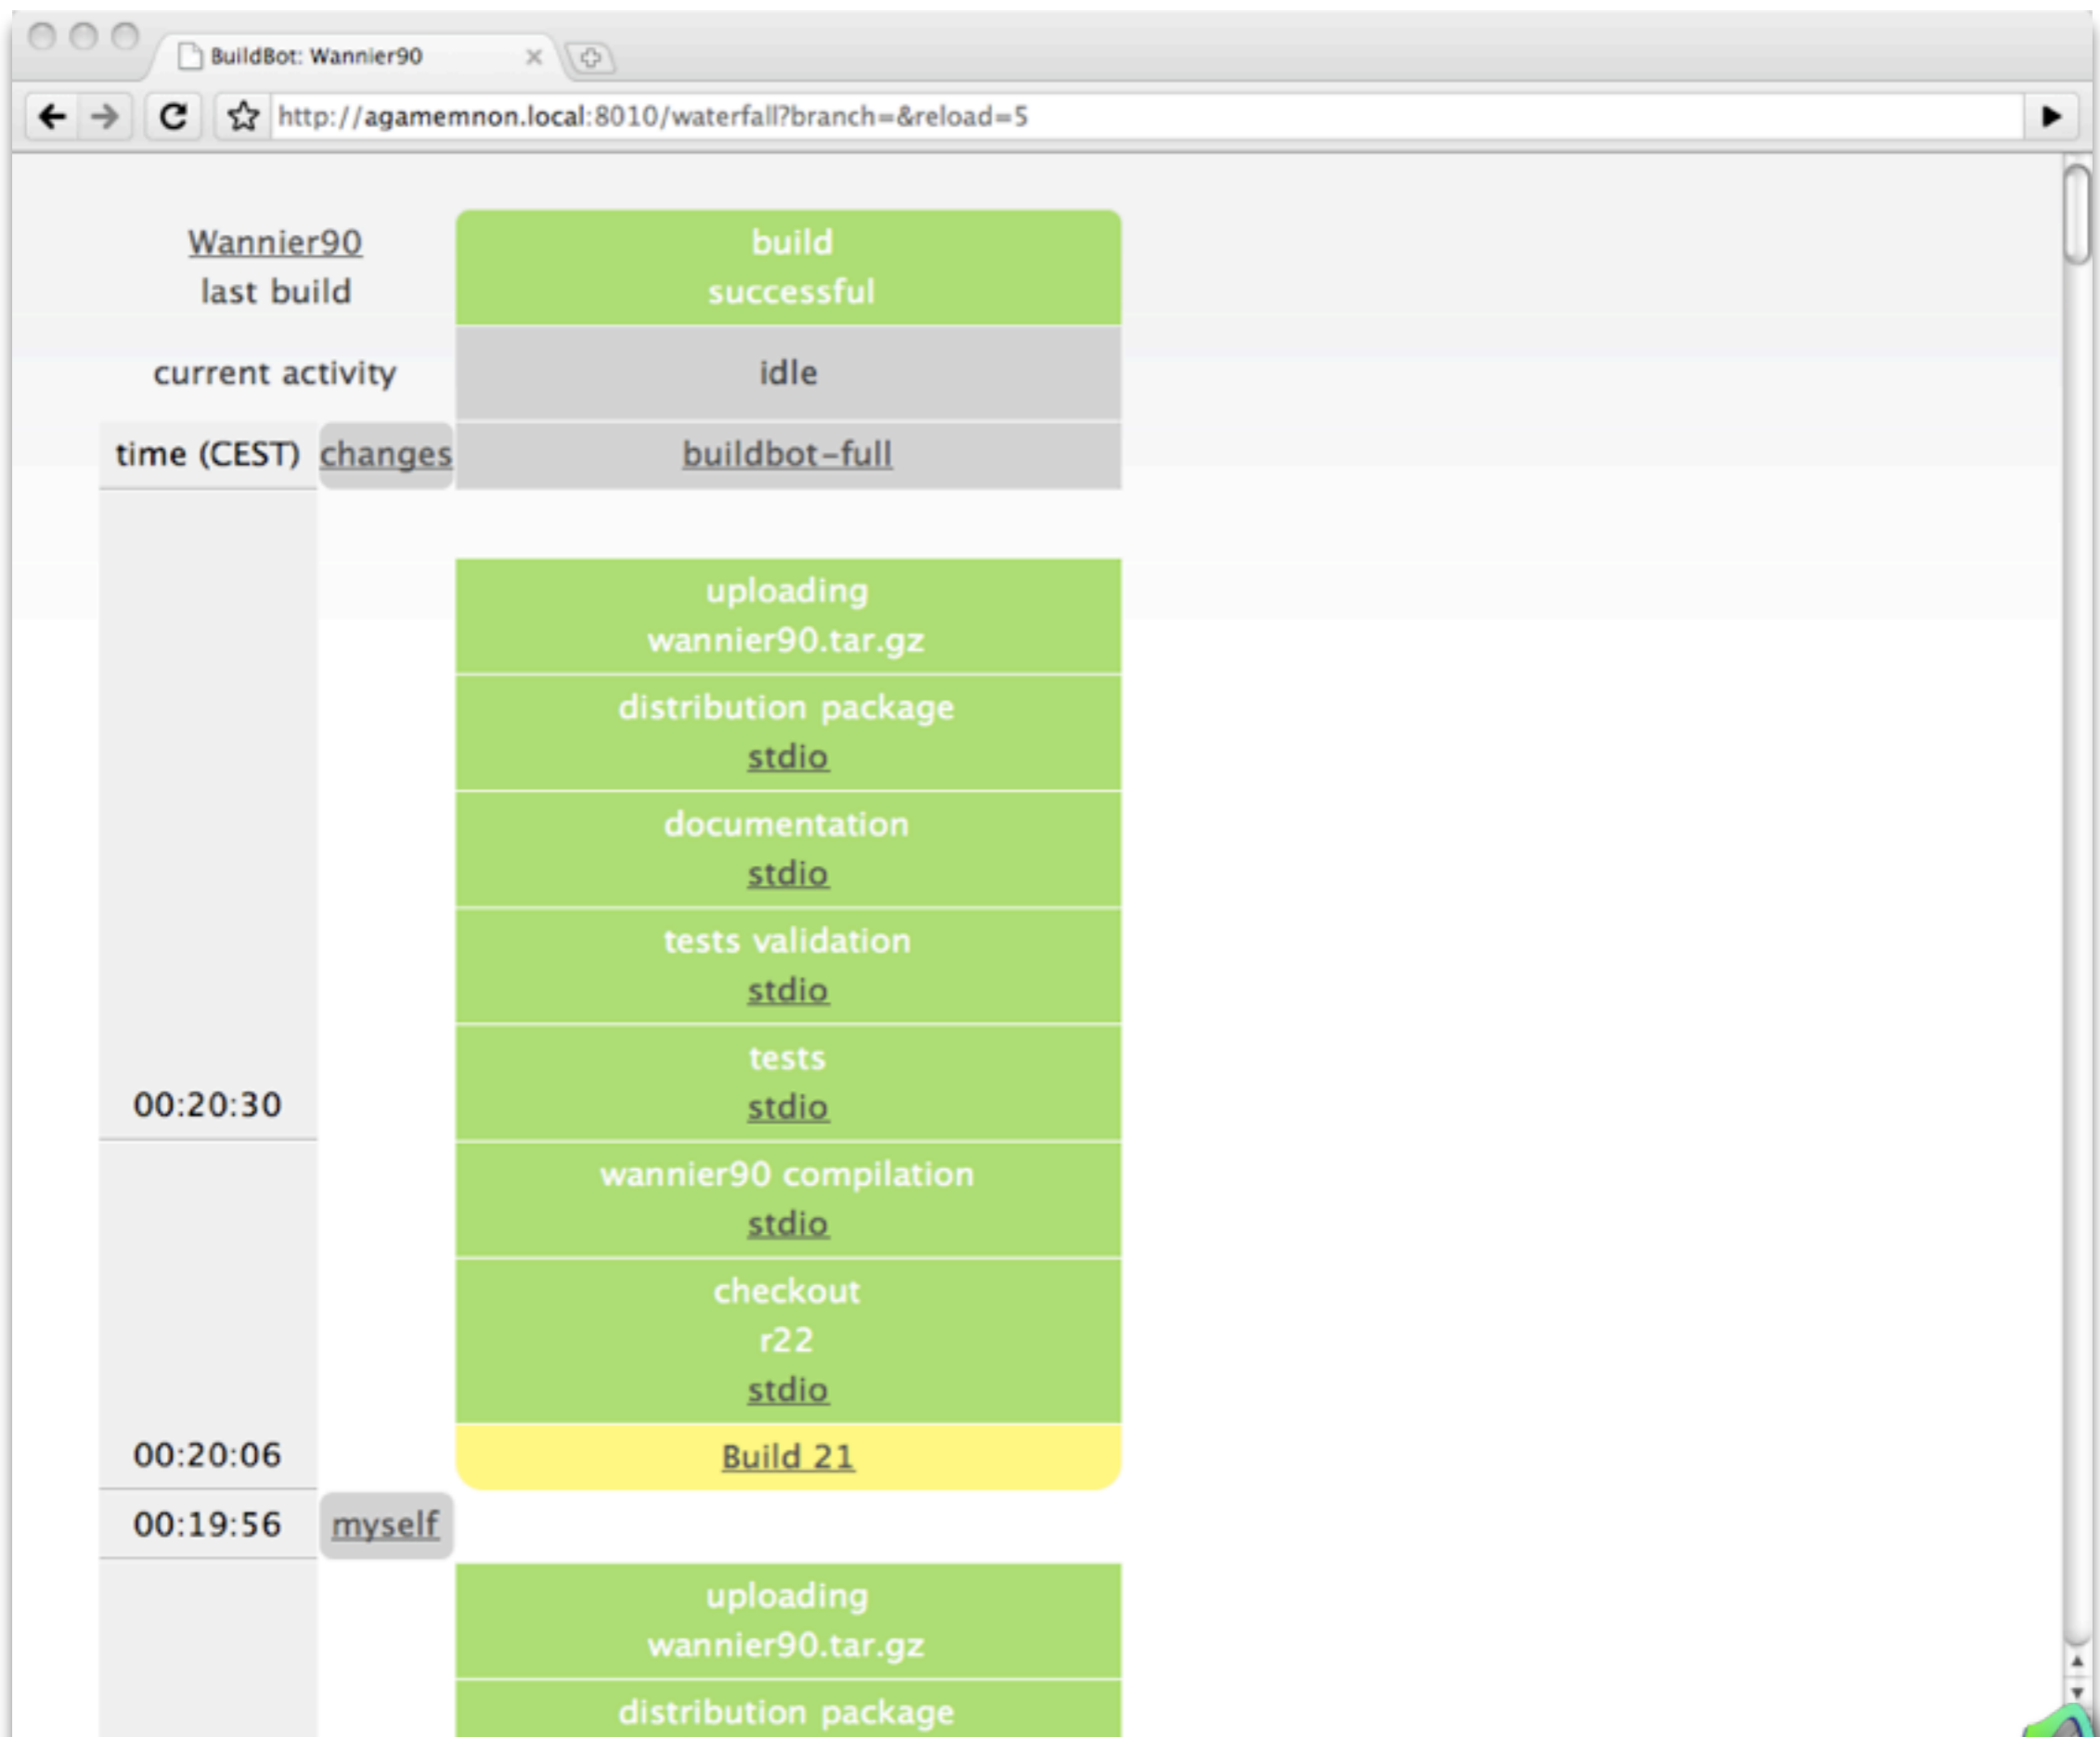 BuildBot: Wannier90
http://agamemnon.local:8010/waterfall?branch=&reload=5
Wannier90
last build
build
successful
current activity
idle
time (CEST)
changes
buildbot-full
uploading
wannier90.tar.gz
distribution package
stdio
documentation
stdio
tests validation
stdio
tests
00:20:30
stdio
wannier90 compilation
stdio
checkout
r22
stdio
00:20:06
Build 21
00:19:56
myself
uploading
wannier90.tar.gz
distribution package